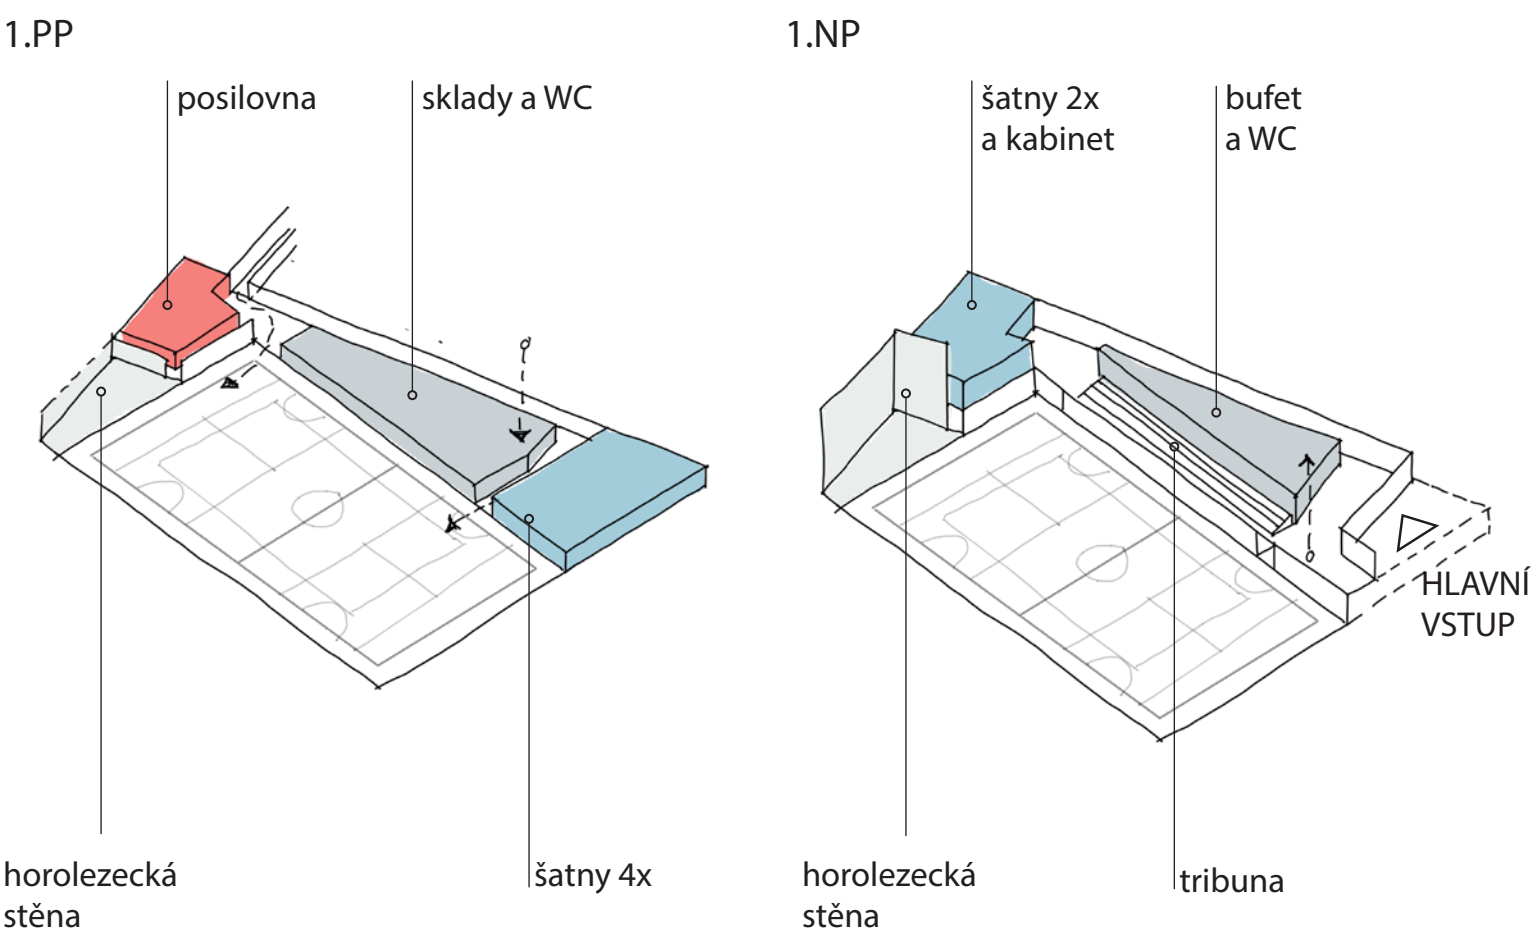 1.PP
posilovna
sklady a WC
horolezecká
stěna
šatny 4x
1.NP
šatny 2x
a kabinet
bufet
a WC
HLAVNÍ
VSTUP
horolezecká
stěna
tribuna